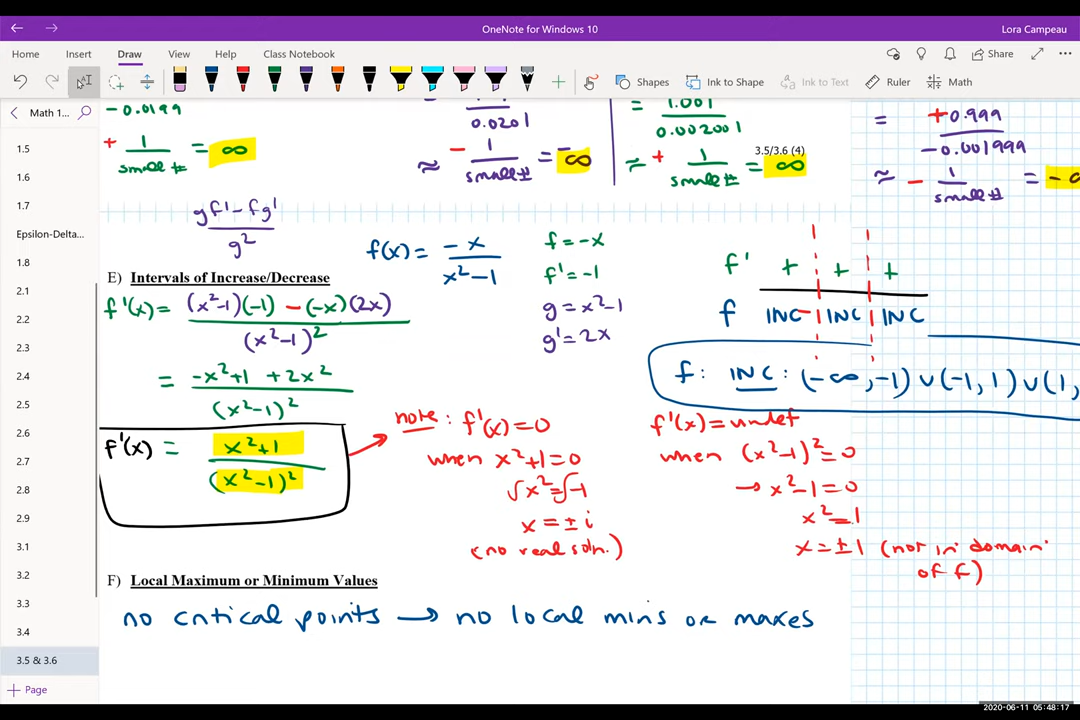 OneNote for Windows 10
Lora Campeau
Home Insert Draw View Help Class Notebook
Share
Shapes Ink to Shape Ink to Text Ruler Math
Math 1...
1.5
1.6
1.7
Epsilon-Delta...
1.8
2.1
2.2
2.3
2.4
2.5
2.6
2.7
2.8
2.9
3.1
3.2
3.3
3.4
3.5 & 3.6
Page
-0.0199
+ 1/small # = ∞
= 0.0201
≈ - 1/small # = -∞
= 1.001/0.002001
3.5/3.6 (4)
≈ + 1/small # = ∞
= +0.999/-0.001999
≈ - 1/small #
gf'-fg'/g²
f(x) = -x/x²-1
f=-x
f'=-1
g=x²-1
g'=2x
E) Intervals of Increase/Decrease
f'(x)= (x²-1)(-1) - (-x)(2x)/(x²-1)²
= -x²+1 +2x²/(x²-1)²
f'(x) = x²+1/(x²-1)²
f' + + +
f INC INC INC
f: INC: (-∞,-1)∪(-1,1)∪(1,
note: f'(x)=0
when x²+1=0
√x²=√-1
x=±i
(no real soln.)
f'(x)=undef
when (x²-1)²=0
→ x²-1=0
x²=1
x=±1 (not in domain
of f)
F) Local Maximum or Minimum Values
no critical points → no local mins or maxes
2020-06-11 05:48:17